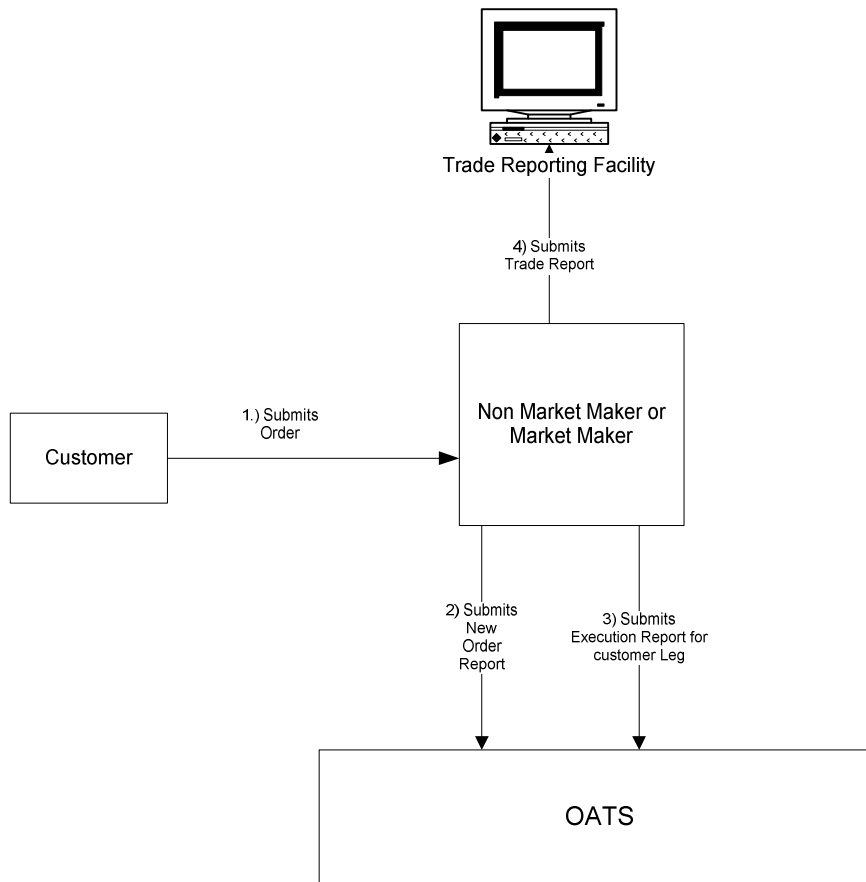 Trade Reporting Facility
4) Submits
Trade Report
Non Market Maker or
Market Maker
1.) Submits
Order
Customer
2) Submits
New
Order
Report
3) Submits
Execution Report for
customer Leg
OATS